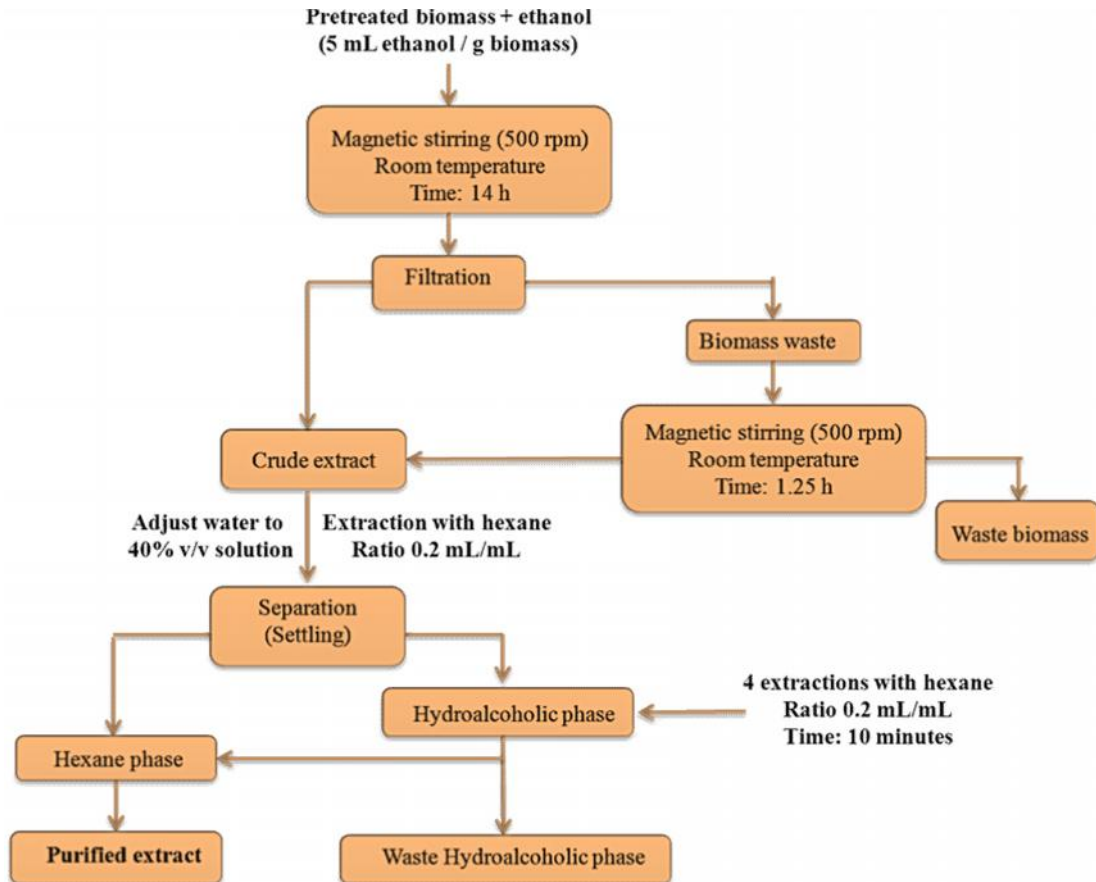 Pretreated biomass + ethanol
(5 mL ethanol / g biomass)
Magnetic stirring (500 rpm)
Room temperature
Time: 14 h
Filtration
Biomass waste
Magnetic stirring (500 rpm)
Room temperature
Time: 1.25 h
Crude extract
Waste biomass
Adjust water to
40% v/v solution
Extraction with hexane
Ratio 0.2 mL/mL
Separation
(Settling)
4 extractions with hexane
Ratio 0.2 mL/mL
Time: 10 minutes
Hydroalcoholic phase
Hexane phase
Purified extract
Waste Hydroalcoholic phase